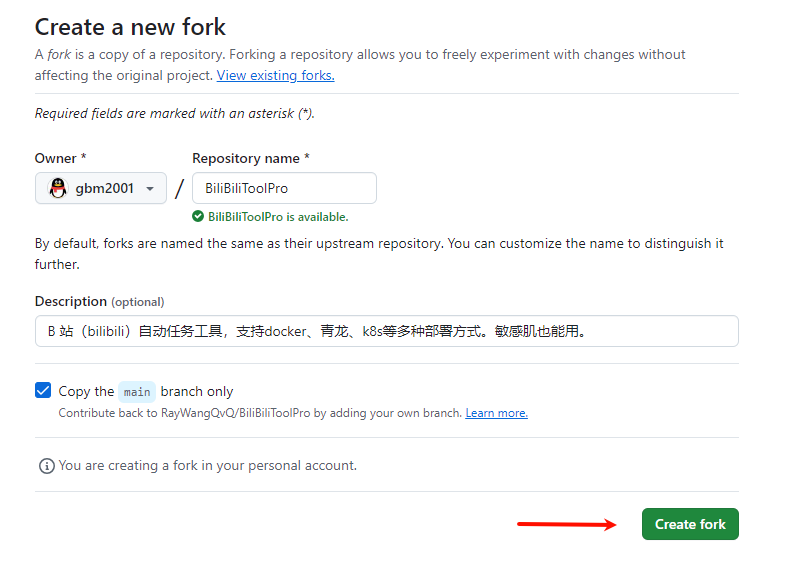 Create a new fork
A fork is a copy of a repository. Forking a repository allows you to freely experiment with changes without
affecting the original project. View existing forks.
Required fields are marked with an asterisk (*).
Owner *
Repository name *
gbm2001
/
BiliBiliToolPro
BiliBiliToolPro is available.
By default, forks are named the same as their upstream repository. You can customize the name to distinguish it
further.
Description (optional)
B 站（bilibili）自动任务工具，支持docker、青龙、k8s等多种部署方式。敏感肌也能用。
Copy the main branch only
Contribute back to RayWangQvQ/BiliBiliToolPro by adding your own branch. Learn more.
You are creating a fork in your personal account.
Create fork